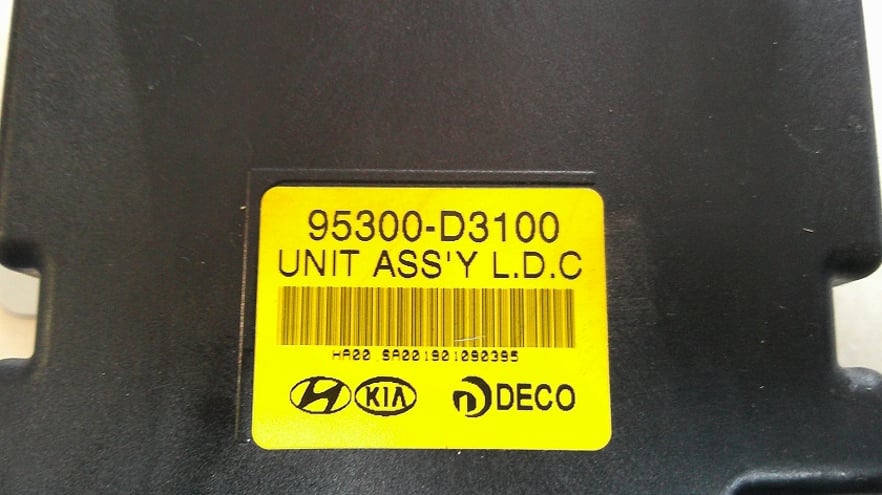 95300-D3100
UNIT ASS'Y L.D.C
HA00 SA001901090395
KIA DECO